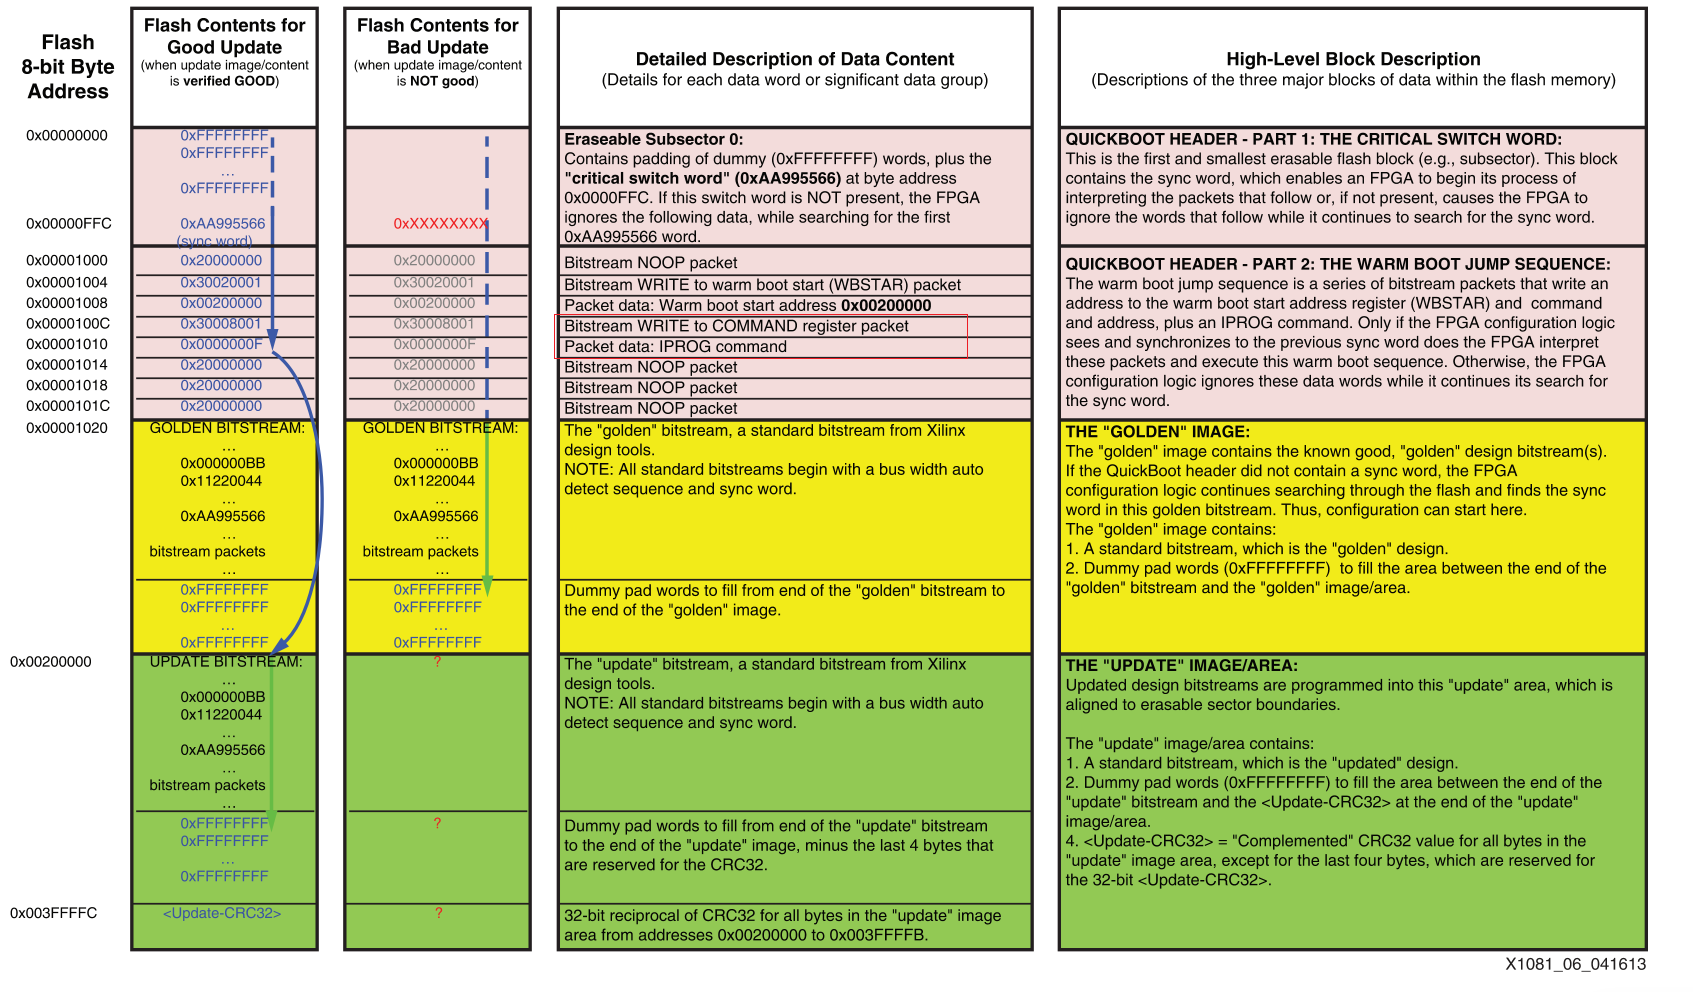 Flash
8-bit Byte
Address
Flash Contents for
Good Update
(when update image/content
is verified GOOD)
Flash Contents for
Bad Update
(when update image/content
is NOT good)
Detailed Description of Data Content
(Details for each data word or significant data group)
High-Level Block Description
(Descriptions of the three major blocks of data within the flash memory)
0x00000000
0xFFFFFFFF
0xFFFFFFFF
...
0xFFFFFFFF
0x00000FFC
0xAA995566
(sync word)
0xXXXXXXXX
Eraseable Subsector 0:
Contains padding of dummy (0xFFFFFFFF) words, plus the
"critical switch word" (0xAA995566) at byte address
0x0000FFC. If this switch word is NOT present, the FPGA
ignores the following data, while searching for the first
0xAA995566 word.
QUICKBOOT HEADER - PART 1: THE CRITICAL SWITCH WORD:
This is the first and smallest erasable flash block (e.g., subsector). This block
contains the sync word, which enables an FPGA to begin its process of
interpreting the packets that follow or, if not present, causes the FPGA to
ignore the words that follow while it continues to search for the sync word.
0x00001000
0x20000000
0x20000000
Bitstream NOOP packet
0x00001004
0x30020001
0x30020001
Bitstream WRITE to warm boot start (WBSTAR) packet
0x00001008
0x00200000
0x00200000
Packet data: Warm boot start address 0x00200000
0x0000100C
0x30008001
0x30008001
Bitstream WRITE to COMMAND register packet
0x00001010
0x0000000F
0x0000000F
Packet data: IPROG command
0x00001014
0x20000000
0x20000000
Bitstream NOOP packet
0x00001018
0x20000000
0x20000000
Bitstream NOOP packet
0x0000101C
0x20000000
0x20000000
Bitstream NOOP packet
QUICKBOOT HEADER - PART 2: THE WARM BOOT JUMP SEQUENCE:
The warm boot jump sequence is a series of bitstream packets that write an
address to the warm boot start address register (WBSTAR) and  command
and address, plus an IPROG command. Only if the FPGA configuration logic
sees and synchronizes to the previous sync word does the FPGA interpret
these packets and execute this warm boot sequence. Otherwise, the FPGA
configuration logic ignores these data words while it continues its search for
the sync word.
0x00001020
GOLDEN BITSTREAM:
...
0x000000BB
0x11220044
...
0xAA995566
...
bitstream packets
...
0xFFFFFFFF
0xFFFFFFFF
...
0xFFFFFFFF
GOLDEN BITSTREAM:
...
0x000000BB
0x11220044
...
0xAA995566
...
bitstream packets
...
0xFFFFFFFF
0xFFFFFFFF
...
0xFFFFFFFF
The "golden" bitstream, a standard bitstream from Xilinx
design tools.
NOTE: All standard bitstreams begin with a bus width auto
detect sequence and sync word.
Dummy pad words to fill from end of the "golden" bitstream to
the end of the "golden" image.
THE "GOLDEN" IMAGE:
The "golden" image contains the known good, "golden" design bitstream(s).
If the QuickBoot header did not contain a sync word, the FPGA
configuration logic continues searching through the flash and finds the sync
word in this golden bitstream. Thus, configuration can start here.
The "golden" image contains:
1. A standard bitstream, which is the "golden" design.
2. Dummy pad words (0xFFFFFFFF)  to fill the area between the end of the
"golden" bitstream and the "golden" image/area.
0x00200000
UPDATE BITSTREAM:
...
0x000000BB
0x11220044
...
0xAA995566
...
bitstream packets
...
0xFFFFFFFF
0xFFFFFFFF
...
0xFFFFFFFF
?
?
The "update" bitstream, a standard bitstream from Xilinx
design tools.
NOTE: All standard bitstreams begin with a bus width auto
detect sequence and sync word.
Dummy pad words to fill from end of the "update" bitstream
to the end of the "update" image, minus the last 4 bytes that
are reserved for the CRC32.
0x003FFFFC
<Update-CRC32>
?
32-bit reciprocal of CRC32 for all bytes in the "update" image
area from addresses 0x00200000 to 0x003FFFFB.
THE "UPDATE" IMAGE/AREA:
Updated design bitstreams are programmed into this "update" area, which is
aligned to erasable sector boundaries.
The "update" image/area contains:
1. A standard bitstream, which is the "updated" design.
2. Dummy pad words (0xFFFFFFFF) to fill the area between the end of the
"update" bitstream and the <Update-CRC32> at the end of the "update"
image/area.
4. <Update-CRC32> = "Complemented" CRC32 value for all bytes in the
"update" image area, except for the last four bytes, which are reserved for
the 32-bit <Update-CRC32>.
X1081_06_041613